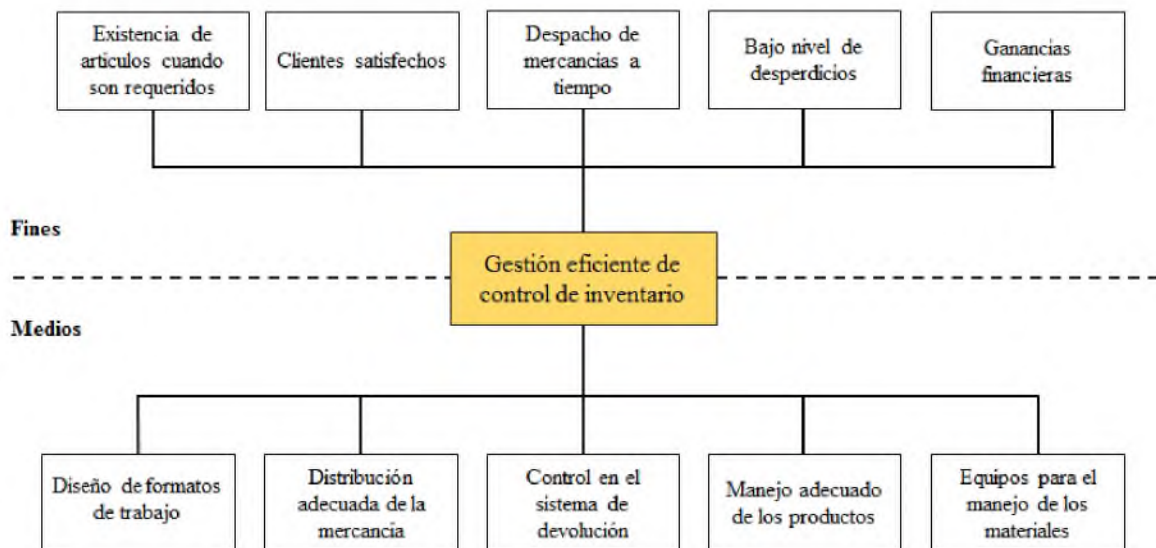 Existencia de
articulos cuando
son requeridos
Clientes satisfechos
Despacho de
mercancias a
tiempo
Bajo nivel de
desperdicios
Ganancias
financieras
Fines
Gestión eficiente de
control de inventario
Medios
Diseño de formatos
de trabajo
Distribución
adecuada de la
mercancia
Control en el
sistema de
devolución
Manejo adecuado
de los productos
Equipos para el
manejo de los
materiales